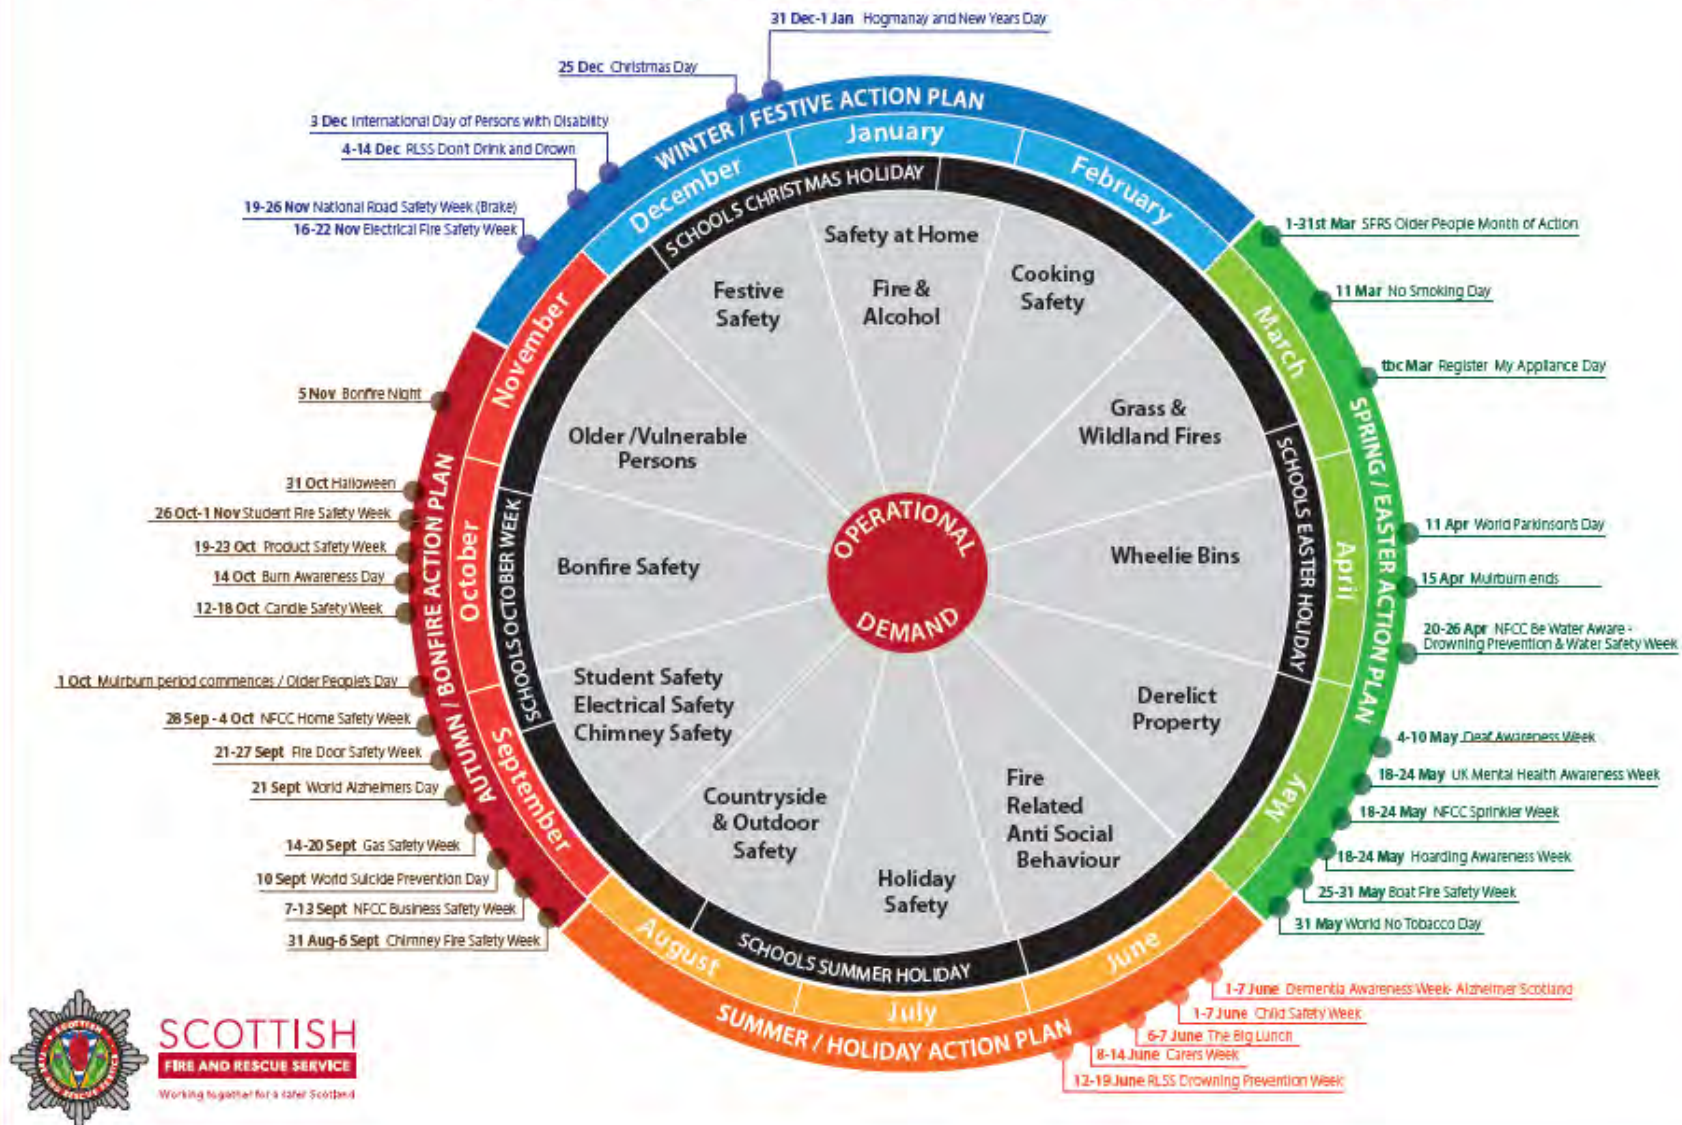 31 Dec-1 Jan Hogmanay and New Years Day
25 Dec Christmas Day
3 Dec International Day of Persons with Disability
4-14 Dec RLSS Don't Drink and Drown
19-26 Nov National Road Safety Week (Brake)
16-22 Nov Electrical Fire Safety Week
5 Nov Bonfire Night
31 Oct Halloween
26 Oct-1 Nov Student Fire Safety Week
19-23 Oct Product Safety Week
14 Oct Burn Awareness Day
12-18 Oct Candle Safety Week
1 Oct Muirburn period commences / Older People's Day
28 Sep - 4 Oct NFCC Home Safety Week
21-27 Sept Fire Door Safety Week
21 Sept World Alzheimers Day
14-20 Sept Gas Safety Week
10 Sept World Suicide Prevention Day
7-13 Sept NFCC Business Safety Week
31 Aug-6 Sept Chimney Fire Safety Week
WINTER / FESTIVE ACTION PLAN
SPRING / EASTER ACTION PLAN
SUMMER / HOLIDAY ACTION PLAN
AUTUMN / BONFIRE ACTION PLAN
January
February
March
April
May
June
July
August
September
October
November
December
SCHOOLS CHRISTMAS HOLIDAY
SCHOOLS EASTER HOLIDAY
SCHOOLS SUMMER HOLIDAY
SCHOOLS OCTOBER WEEK
Safety at Home
Fire &
Alcohol
Cooking
Safety
Grass &
Wildland Fires
Wheelie Bins
Derelict
Property
Fire
Related
Anti Social
Behaviour
Holiday
Safety
Countryside
& Outdoor
Safety
Student Safety
Electrical Safety
Chimney Safety
Bonfire Safety
Older /Vulnerable
Persons
Festive
Safety
OPERATIONAL
DEMAND
1-31st Mar SFRS Older People Month of Action
11 Mar No Smoking Day
tbc Mar Register My Appliance Day
11 Apr World Parkinson's Day
15 Apr Muirburn ends
20-26 Apr NFCC Be Water Aware -
Drowning Prevention & Water Safety Week
4-10 May Deaf Awareness Week
18-24 May UK Mental Health Awareness Week
18-24 May NFCC Sprinkler Week
18-24 May Hoarding Awareness Week
25-31 May Boat Fire Safety Week
31 May World No Tobacco Day
1-7 June Dementia Awareness Week- Alzheimer Scotland
1-7 June Child Safety Week
6-7 June The Big Lunch
8-14 June Carers Week
12-19 June RLSS Drowning Prevention Week
SCOTTISH
FIRE AND RESCUE SERVICE
Working together for a safer Scotland